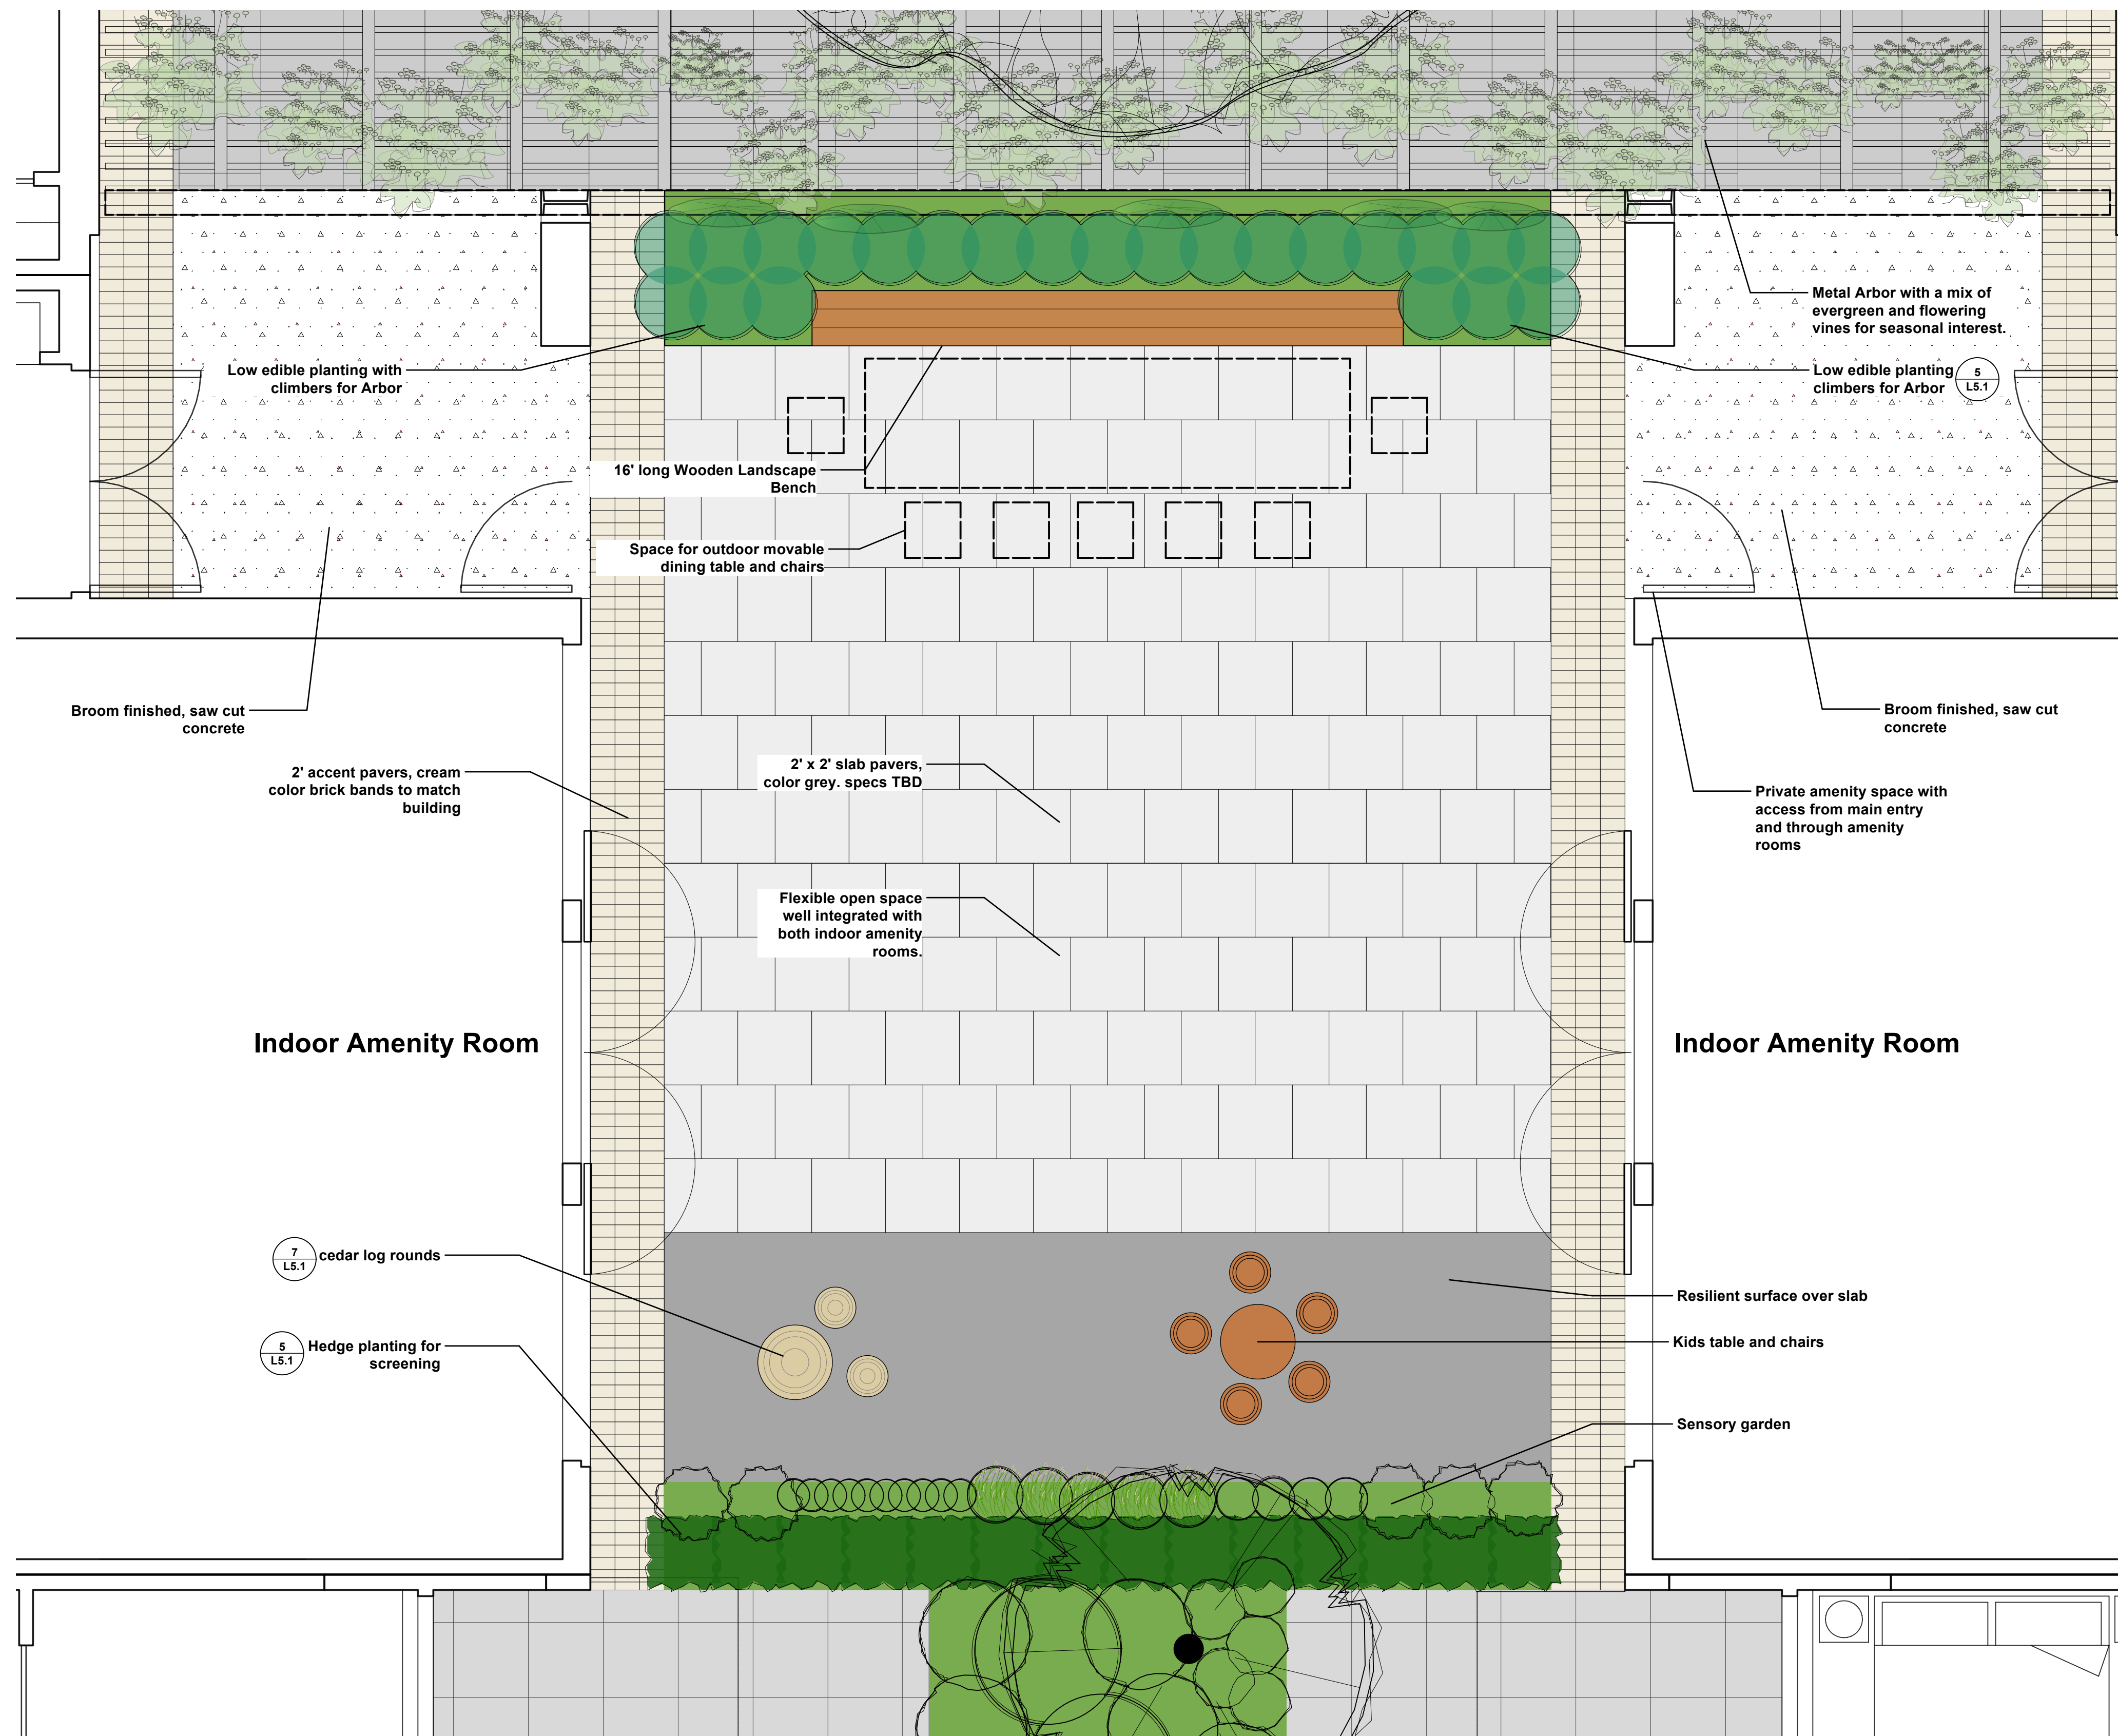 Metal Arbor with a mix of
evergreen and flowering
vines for seasonal interest.
Low edible planting with
climbers for Arbor
Low edible planting
climbers for Arbor
5
L5.1
16' long Wooden Landscape
Bench
Space for outdoor movable
dining table and chairs
Broom finished, saw cut
concrete
Broom finished, saw cut
concrete
2' accent pavers, cream
color brick bands to match
building
2' x 2' slab pavers,
color grey. specs TBD
Private amenity space with
access from main entry
and through amenity
rooms
Flexible open space
well integrated with
both indoor amenity
rooms.
Indoor Amenity Room
Indoor Amenity Room
7
L5.1
cedar log rounds
Resilient surface over slab
5
L5.1
Hedge planting for
screening
Kids table and chairs
Sensory garden